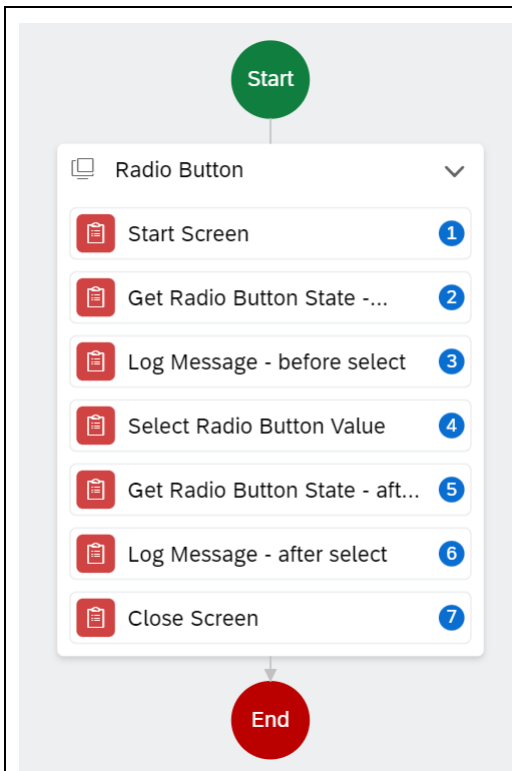 Start
Radio Button
Start Screen 1
Get Radio Button State -... 2
Log Message - before select 3
Select Radio Button Value 4
Get Radio Button State - aft... 5
Log Message - after select 6
Close Screen 7
End